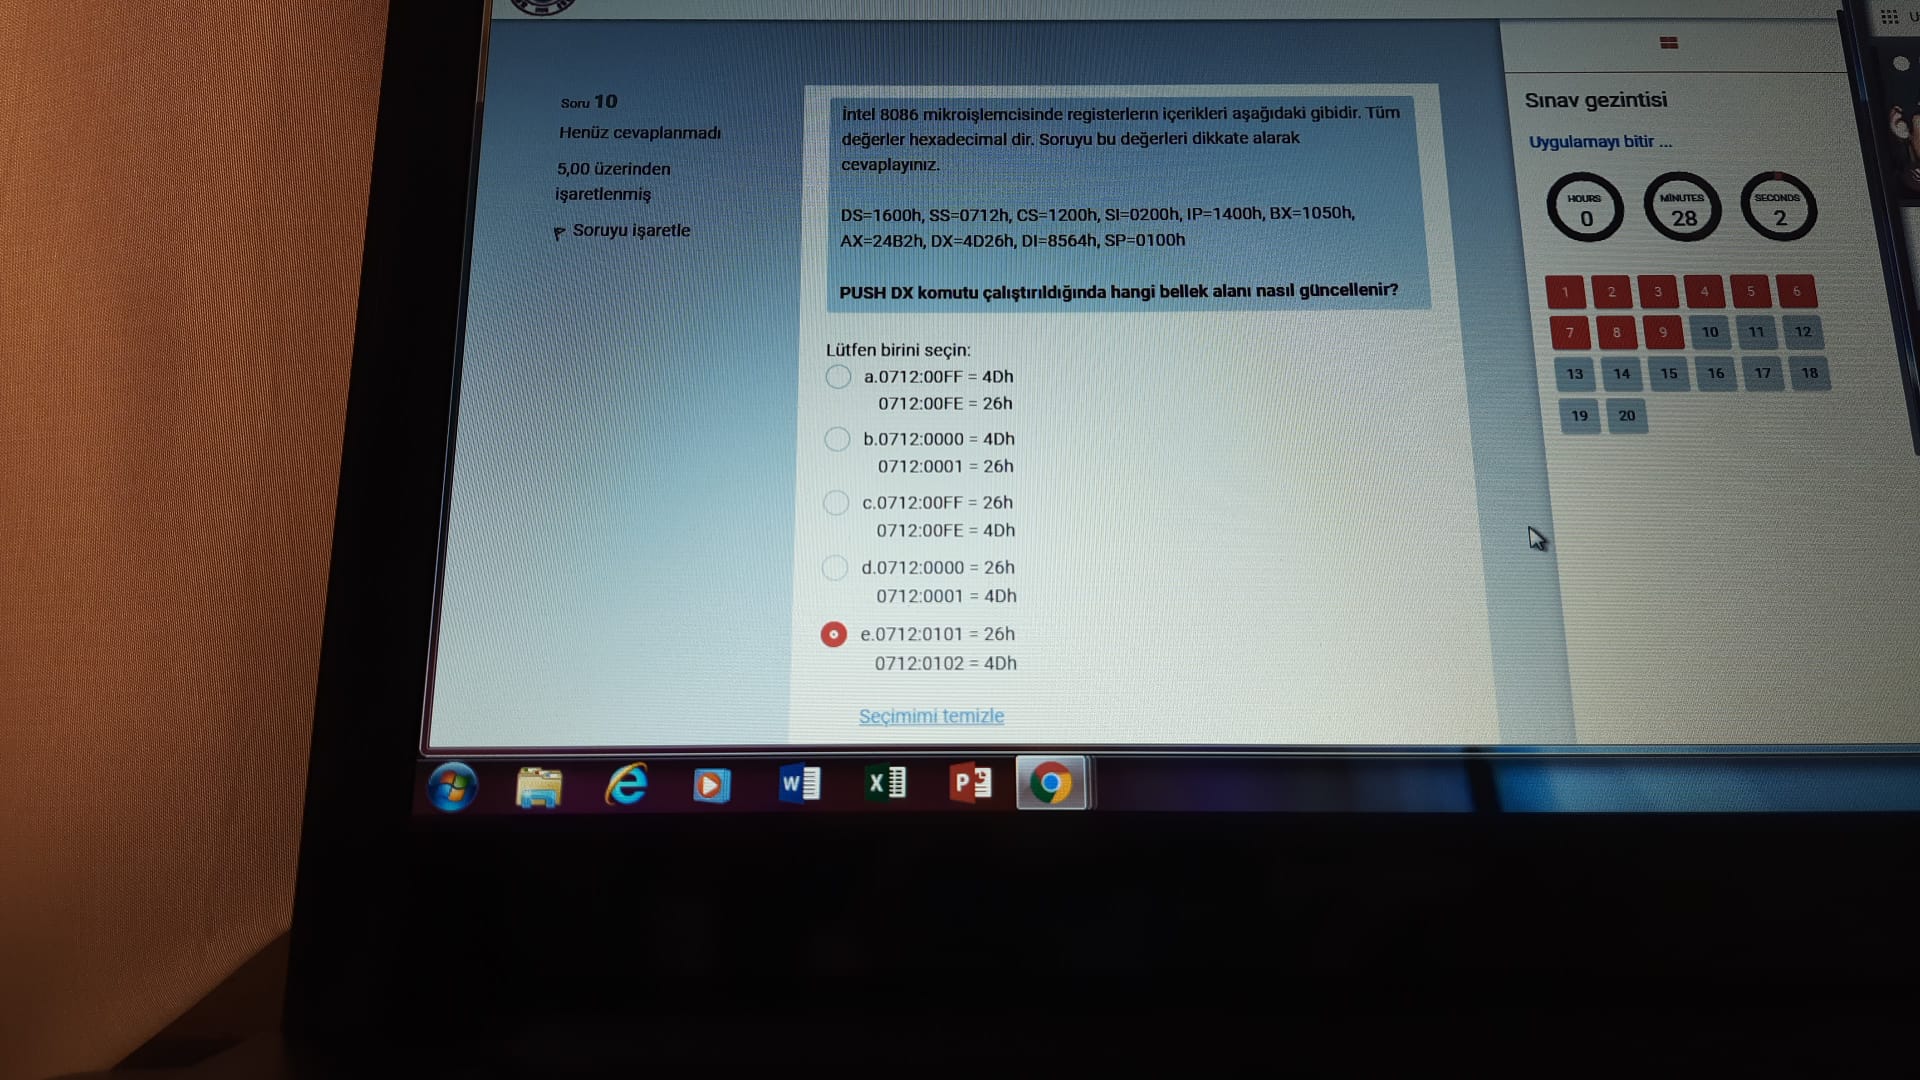 Soru 10
Henüz cevaplanmadı
5,00 üzerinden
işaretlenmiş
Soruyu işaretle
İntel 8086 mikroişlemcisinde registerlerın içerikleri aşağıdaki gibidir. Tüm
değerler hexadecimal dir. Soruyu bu değerleri dikkate alarak
cevaplayınız.
DS=1600h, SS=0712h, CS=1200h, SI=0200h, IP=1400h, BX=1050h,
AX=24B2h, DX=4D26h, DI=8564h, SP=0100h
PUSH DX komutu çalıştırıldığında hangi bellek alanı nasıl güncellenir?
Lütfen birini seçin:
a.0712:00FF = 4Dh
0712:00FE = 26h
b.0712:0000 = 4Dh
0712:0001 = 26h
c.0712:00FF = 26h
0712:00FE = 4Dh
d.0712:0000 = 26h
0712:0001 = 4Dh
e.0712:0101 = 26h
0712:0102 = 4Dh
Seçimimi temizle
Sınav gezintisi
Uygulamayı bitir ...
HOURS MİNUTES SECONDS
0 28 2
1 2 3 4 5 6
7 8 9 10 11 12
13 14 15 16 17 18
19 20